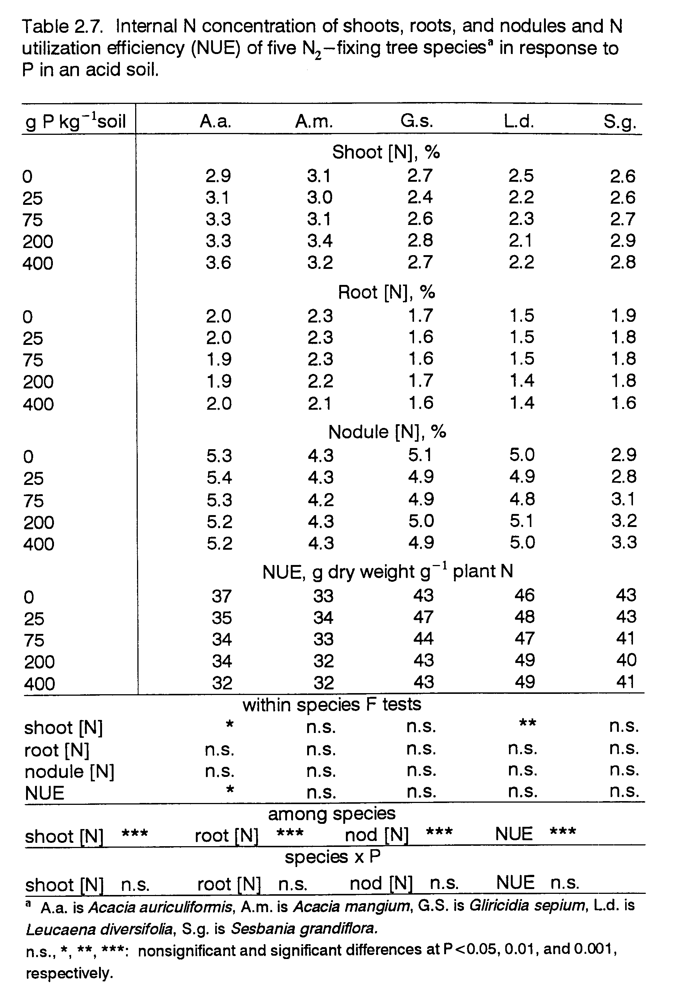 Table 2.7. Internal N concentration of shoots, roots, and nodules and N
utilization efficiency (NUE) of five N₂−fixing tree speciesᵃ in response to
P in an acid soil.
g P kg⁻¹soil A.a. A.m. G.s. L.d. S.g.
Shoot [N], %
0 2.9 3.1 2.7 2.5 2.6
25 3.1 3.0 2.4 2.2 2.6
75 3.3 3.1 2.6 2.3 2.7
200 3.3 3.4 2.8 2.1 2.9
400 3.6 3.2 2.7 2.2 2.8
Root [N], %
0 2.0 2.3 1.7 1.5 1.9
25 2.0 2.3 1.6 1.5 1.8
75 1.9 2.3 1.6 1.5 1.8
200 1.9 2.2 1.7 1.4 1.8
400 2.0 2.1 1.6 1.4 1.6
Nodule [N], %
0 5.3 4.3 5.1 5.0 2.9
25 5.4 4.3 4.9 4.9 2.8
75 5.3 4.2 4.9 4.8 3.1
200 5.2 4.3 5.0 5.1 3.2
400 5.2 4.3 4.9 5.0 3.3
NUE, g dry weight g⁻¹ plant N
0 37 33 43 46 43
25 35 34 47 48 43
75 34 33 44 47 41
200 34 32 43 49 40
400 32 32 43 49 41
within species F tests
shoot [N] * n.s. n.s. ** n.s.
root [N] n.s. n.s. n.s. n.s. n.s.
nodule [N] n.s. n.s. n.s. n.s. n.s.
NUE * n.s. n.s. n.s. n.s.
among species
shoot [N] *** root [N] *** nod [N] *** NUE ***
species x P
shoot [N] n.s. root [N] n.s. nod [N] n.s. NUE n.s.
ᵃ A.a. is Acacia auriculiformis, A.m. is Acacia mangium, G.S. is Gliricidia sepium, L.d. is
Leucaena diversifolia, S.g. is Sesbania grandiflora.
n.s., *, **, ***: nonsignificant and significant differences at P<0.05, 0.01, and 0.001,
respectively.